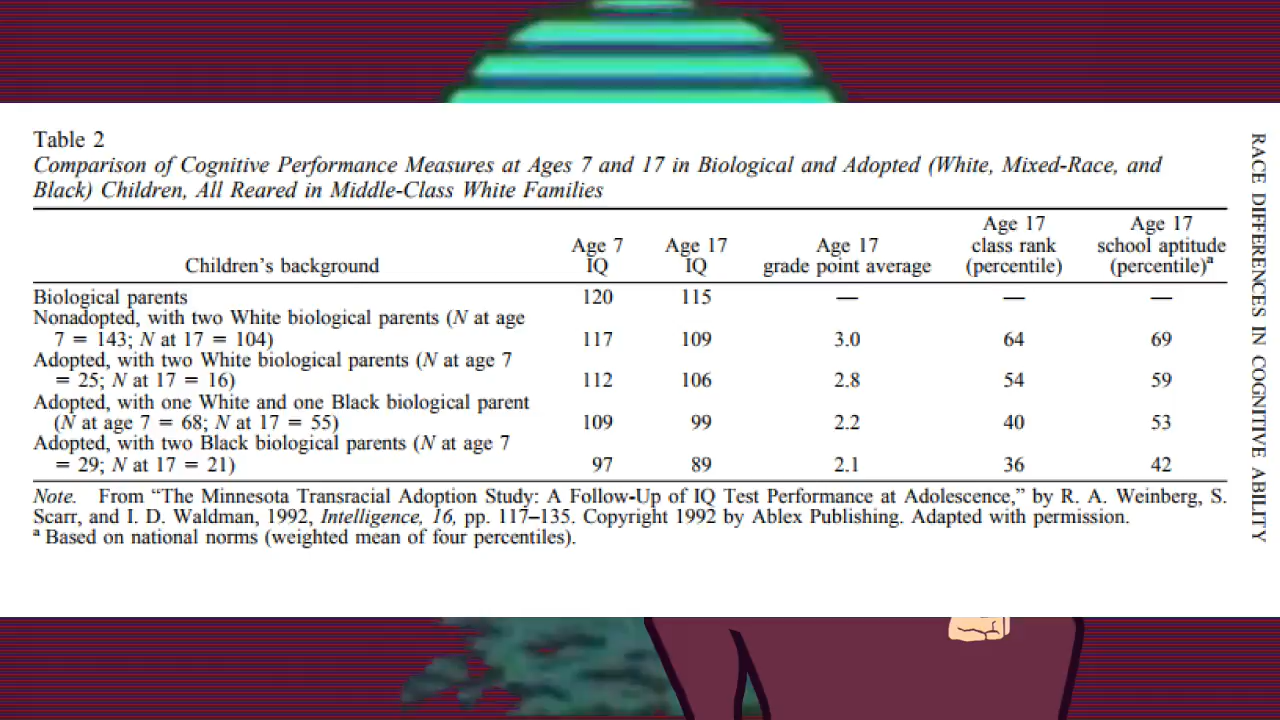 Table 2
Comparison of Cognitive Performance Measures at Ages 7 and 17 in Biological and Adopted (White, Mixed-Race, and
Black) Children, All Reared in Middle-Class White Families
Children's background
Age 7
IQ
Age 17
IQ
Age 17
grade point average
Age 17
class rank
(percentile)
Age 17
school aptitude
(percentile)ᵃ
Biological parents 120 115 — — —
Nonadopted, with two White biological parents (N at age
7 = 143; N at 17 = 104) 117 109 3.0 64 69
Adopted, with two White biological parents (N at age 7
= 25; N at 17 = 16) 112 106 2.8 54 59
Adopted, with one White and one Black biological parent
(N at age 7 = 68; N at 17 = 55) 109 99 2.2 40 53
Adopted, with two Black biological parents (N at age 7
= 29; N at 17 = 21) 97 89 2.1 36 42
Note. From “The Minnesota Transracial Adoption Study: A Follow-Up of IQ Test Performance at Adolescence,” by R. A. Weinberg, S.
Scarr, and I. D. Waldman, 1992, Intelligence, 16, pp. 117–135. Copyright 1992 by Ablex Publishing. Adapted with permission.
ᵃ Based on national norms (weighted mean of four percentiles).
RACE DIFFERENCES IN COGNITIVE ABILITY